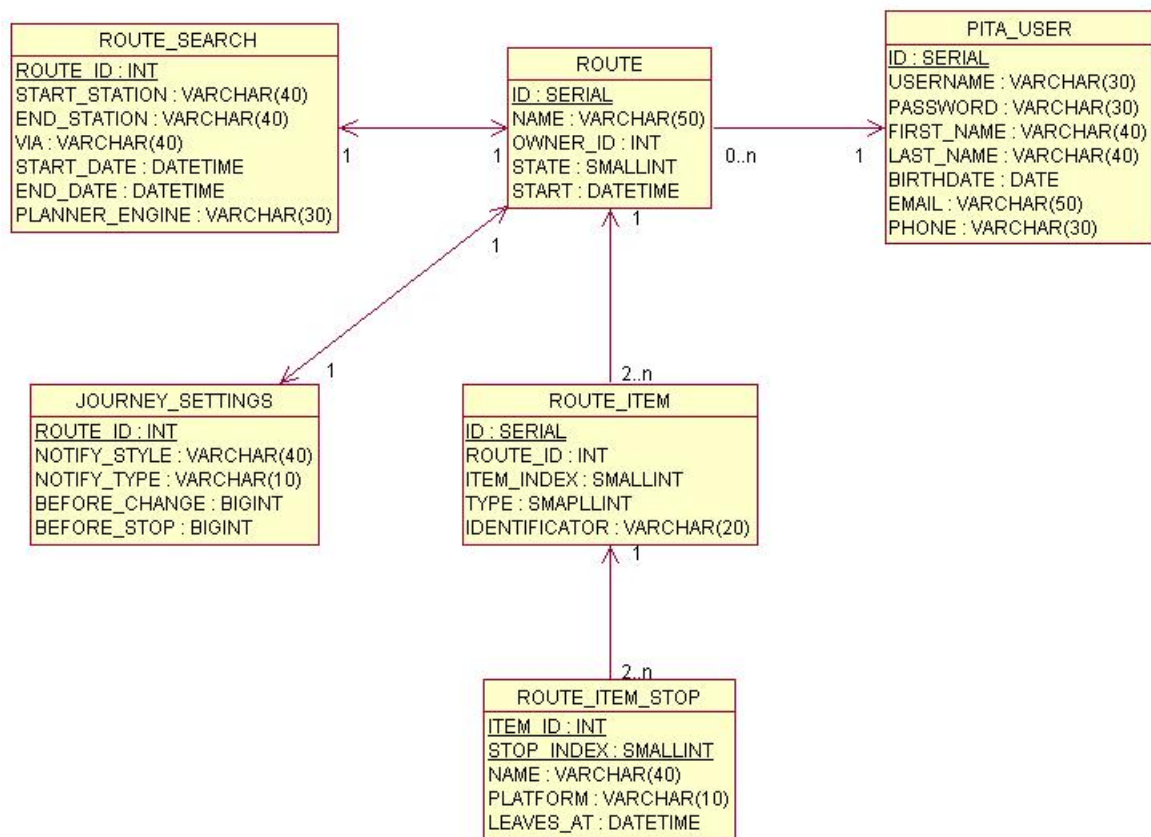 ROUTE_SEARCH
ROUTE_ID : INT
START_STATION : VARCHAR(40)
END_STATION : VARCHAR(40)
VIA : VARCHAR(40)
START_DATE : DATETIME
END_DATE : DATETIME
PLANNER_ENGINE : VARCHAR(30)
1
1
ROUTE
ID : SERIAL
NAME : VARCHAR(50)
OWNER_ID : INT
STATE : SMALLINT
START : DATETIME
0..n
1
PITA_USER
ID : SERIAL
USERNAME : VARCHAR(30)
PASSWORD : VARCHAR(30)
FIRST_NAME : VARCHAR(40)
LAST_NAME : VARCHAR(40)
BIRTHDATE : DATE
EMAIL : VARCHAR(50)
PHONE : VARCHAR(30)
1
1
1
2..n
JOURNEY_SETTINGS
ROUTE_ID : INT
NOTIFY_STYLE : VARCHAR(40)
NOTIFY_TYPE : VARCHAR(10)
BEFORE_CHANGE : BIGINT
BEFORE_STOP : BIGINT
ROUTE_ITEM
ID : SERIAL
ROUTE_ID : INT
ITEM_INDEX : SMALLINT
TYPE : SMAPLLINT
IDENTIFICATOR : VARCHAR(20)
1
2..n
ROUTE_ITEM_STOP
ITEM_ID : INT
STOP_INDEX : SMALLINT
NAME : VARCHAR(40)
PLATFORM : VARCHAR(10)
LEAVES_AT : DATETIME